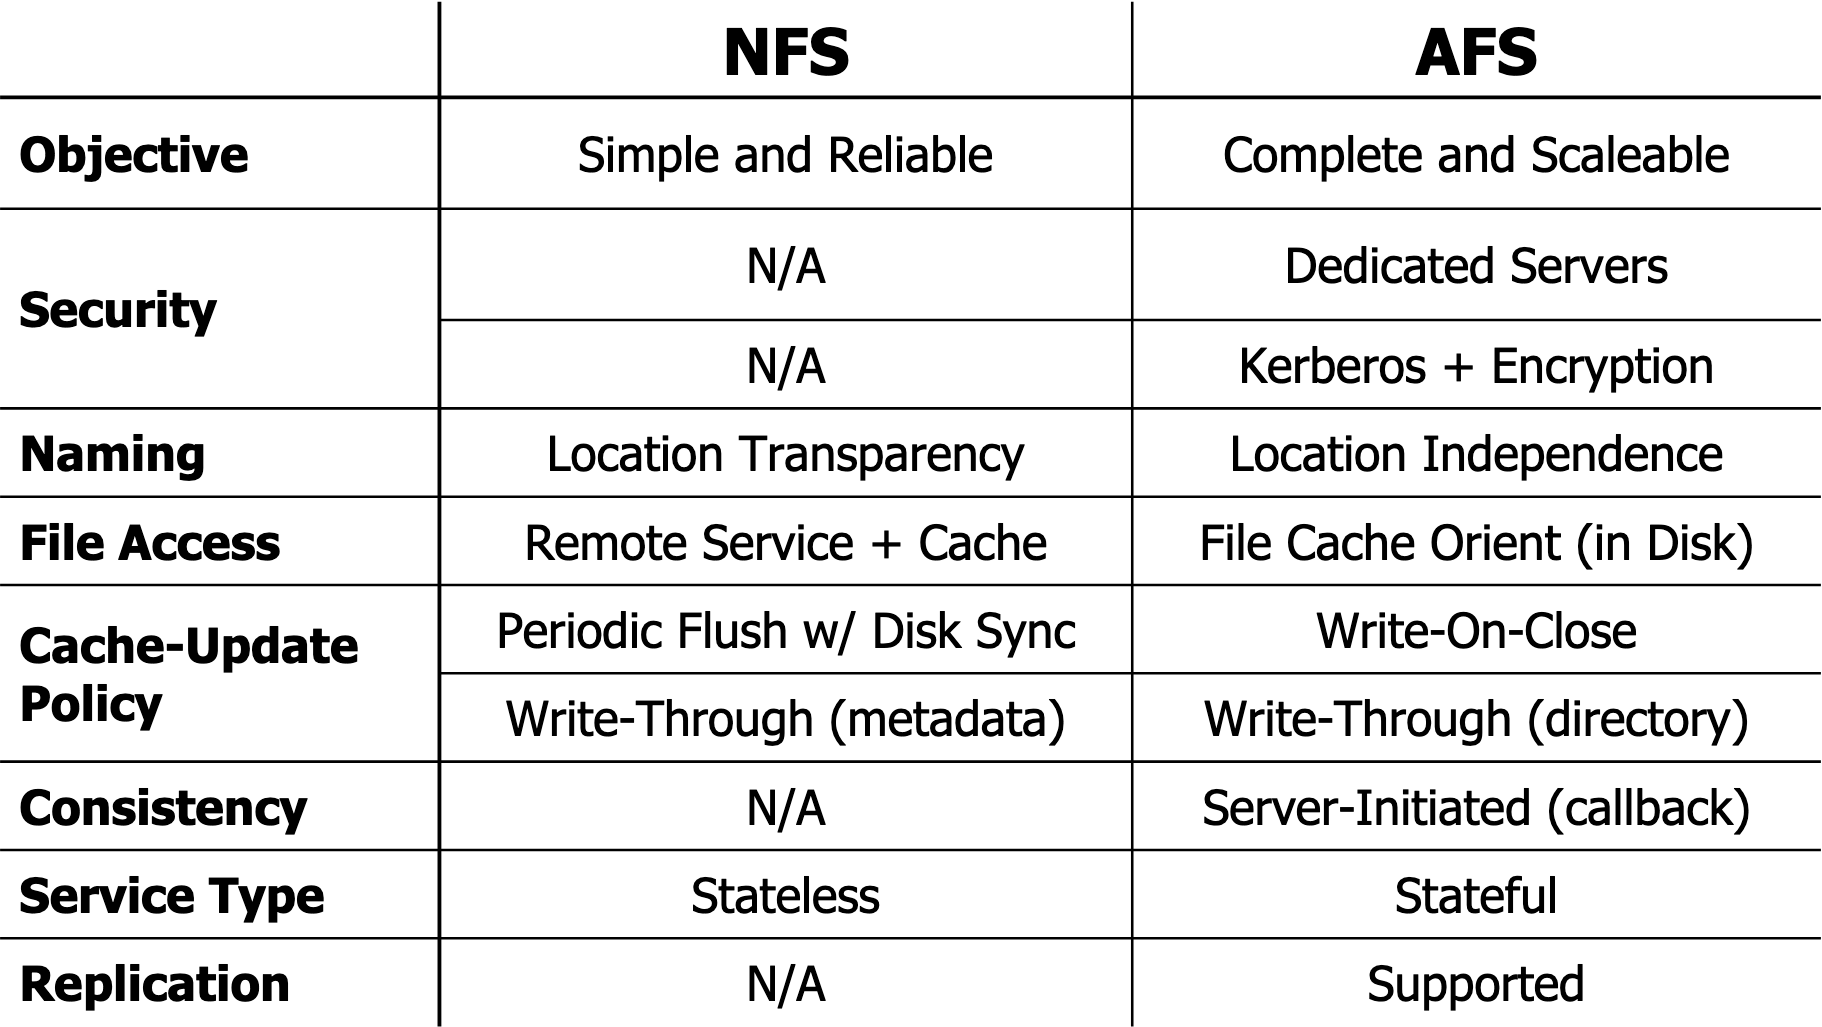 NFS AFS
Objective Simple and Reliable Complete and Scaleable
Security N/A Dedicated Servers
N/A Kerberos + Encryption
Naming Location Transparency Location Independence
File Access Remote Service + Cache File Cache Orient (in Disk)
Cache-Update Policy Periodic Flush w/ Disk Sync Write-On-Close
Write-Through (metadata) Write-Through (directory)
Consistency N/A Server-Initiated (callback)
Service Type Stateless Stateful
Replication N/A Supported